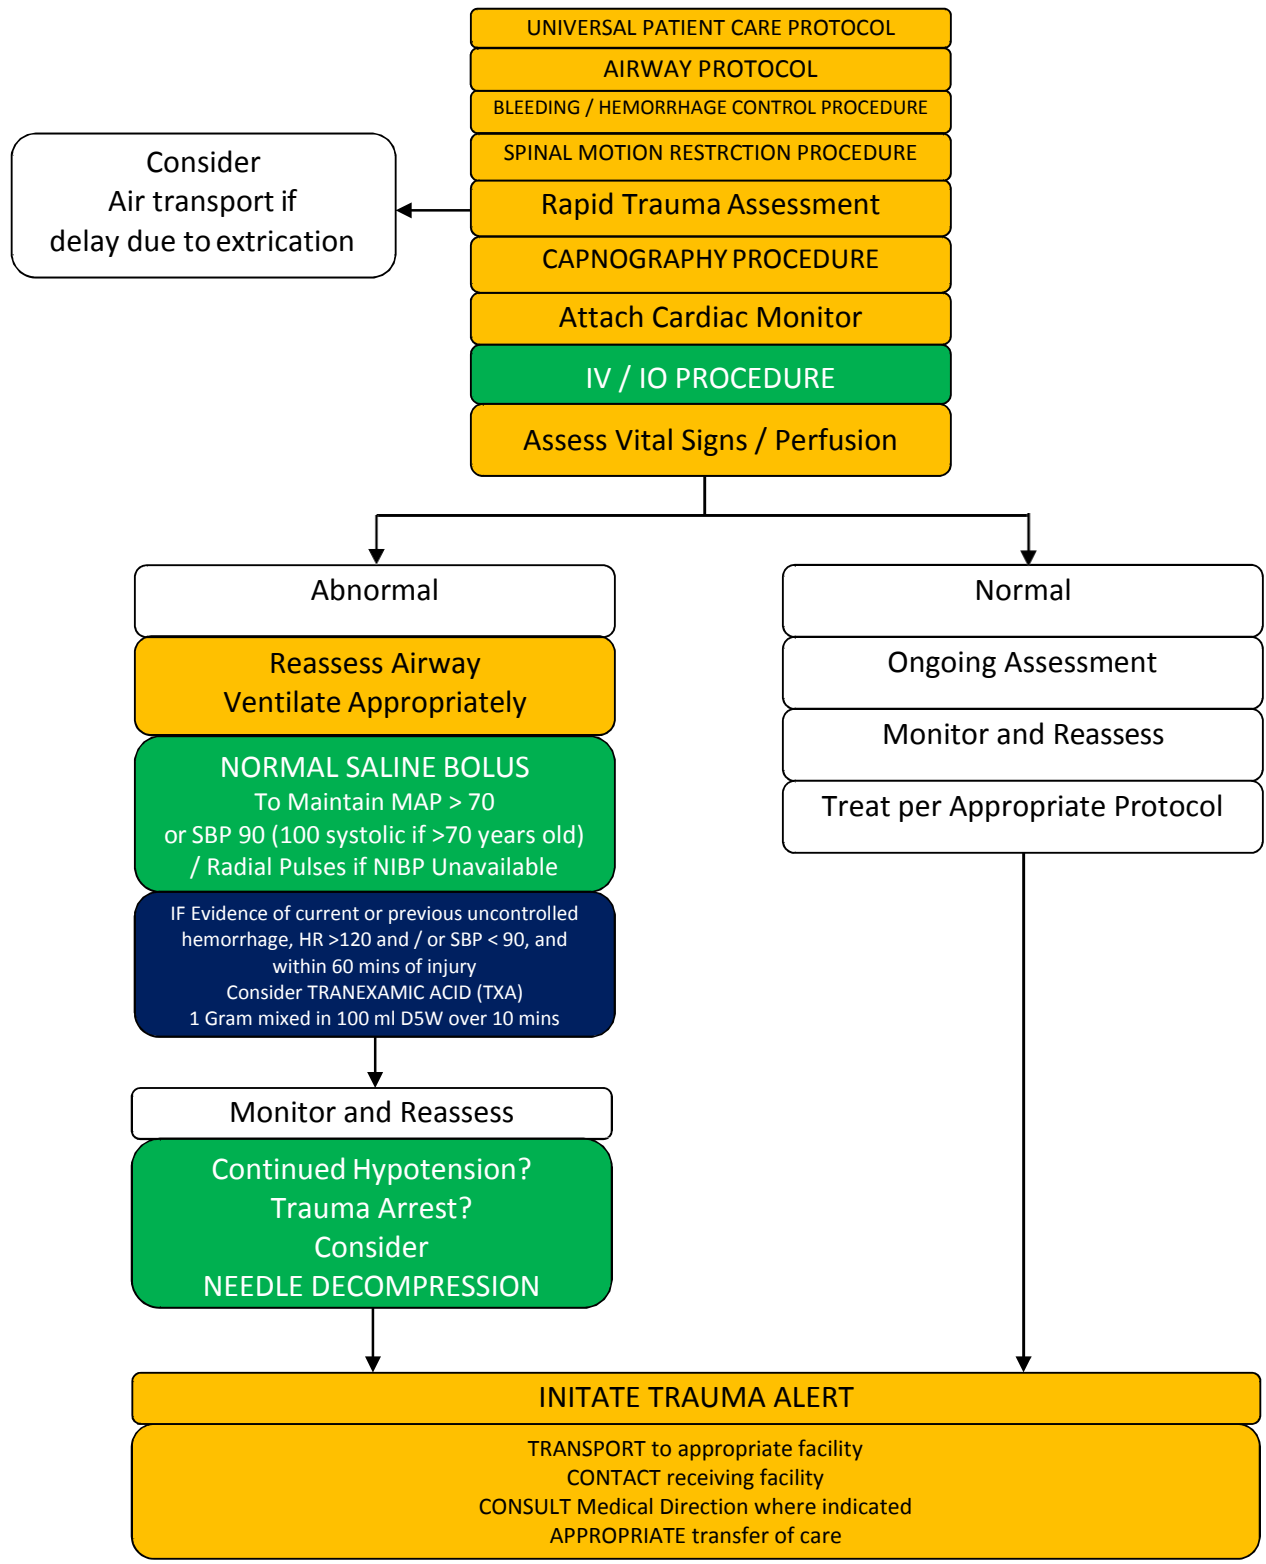 UNIVERSAL PATIENT CARE PROTOCOL
AIRWAY PROTOCOL
BLEEDING / HEMORRHAGE CONTROL PROCEDURE
SPINAL MOTION RESTRCTION PROCEDURE
Consider
Air transport if
delay due to extrication
Rapid Trauma Assessment
CAPNOGRAPHY PROCEDURE
Attach Cardiac Monitor
IV / IO PROCEDURE
Assess Vital Signs / Perfusion
Abnormal
Reassess Airway
Ventilate Appropriately
NORMAL SALINE BOLUS
To Maintain MAP > 70
or SBP 90 (100 systolic if >70 years old)
/ Radial Pulses if NIBP Unavailable
IF Evidence of current or previous uncontrolled
hemorrhage, HR >120 and / or SBP < 90, and
within 60 mins of injury
Consider TRANEXAMIC ACID (TXA)
1 Gram mixed in 100 ml D5W over 10 mins
Monitor and Reassess
Continued Hypotension?
Trauma Arrest?
Consider
NEEDLE DECOMPRESSION
Normal
Ongoing Assessment
Monitor and Reassess
Treat per Appropriate Protocol
INITATE TRAUMA ALERT
TRANSPORT to appropriate facility
CONTACT receiving facility
CONSULT Medical Direction where indicated
APPROPRIATE transfer of care